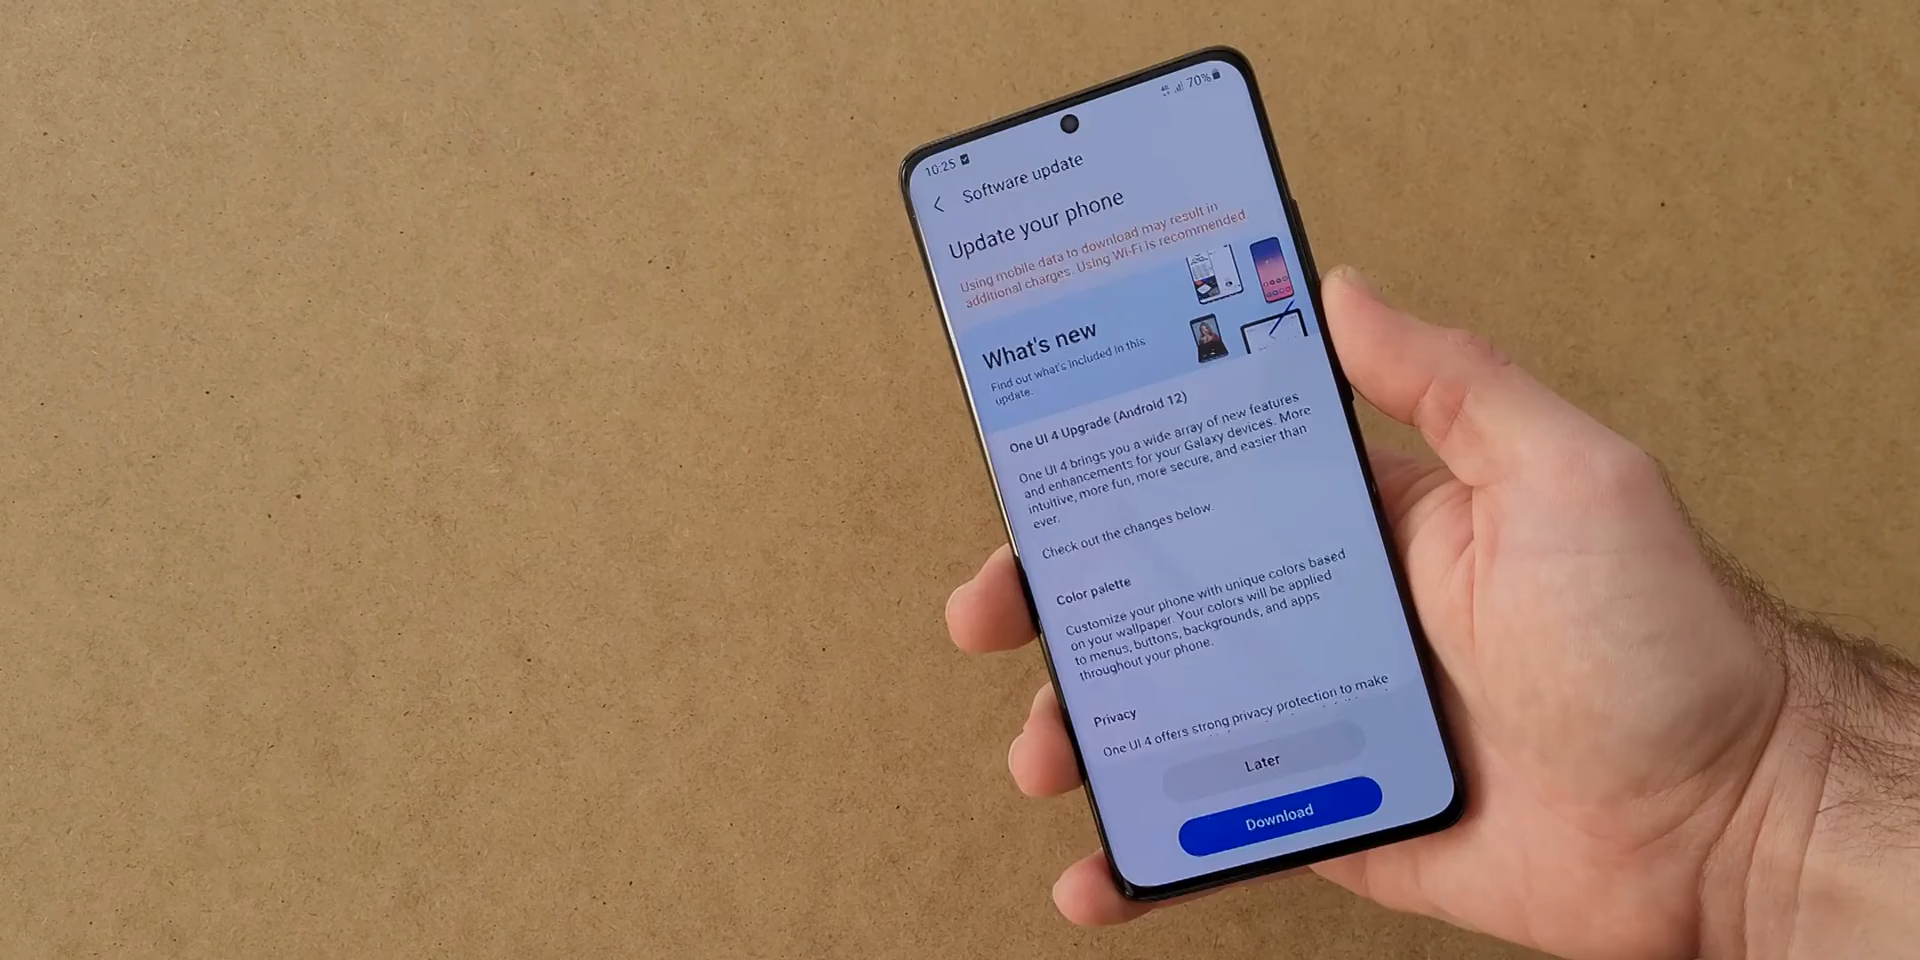 10:25
70%
Software update
Update your phone
Using mobile data to download may result in
additional charges. Using Wi-Fi is recommended
What's new
Find out what's included in this
update.
One UI 4 Upgrade (Android 12)
One UI 4 brings you a wide array of new features
and enhancements for your Galaxy devices. More
intuitive, more fun, more secure, and easier than
ever.
Check out the changes below.
Color palette
Customize your phone with unique colors based
on your wallpaper. Your colors will be applied
to menus, buttons, backgrounds, and apps
throughout your phone.
Privacy
One UI 4 offers strong privacy protection to make
Later
Download